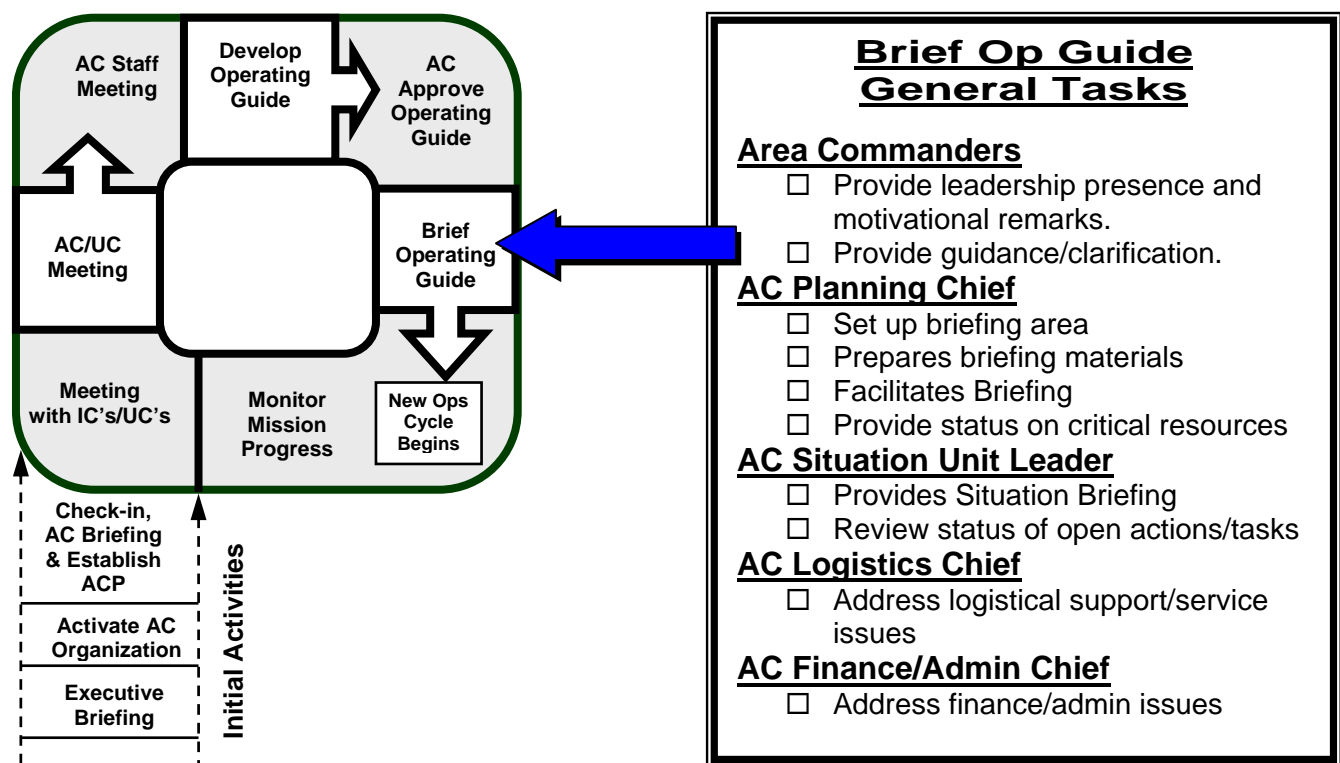 AC Staff
Meeting
Develop
Operating
Guide
AC
Approve
Operating
Guide
AC/UC
Meeting
Brief
Operating
Guide
Meeting
with IC's/UC's
Monitor
Mission
Progress
New Ops
Cycle
Begins
Check-in,
AC Briefing
& Establish
ACP
Activate AC
Organization
Executive
Briefing
Initial Activities
Brief Op Guide
General Tasks
Area Commanders
☐ Provide leadership presence and
motivational remarks.
☐ Provide guidance/clarification.
AC Planning Chief
☐ Set up briefing area
☐ Prepares briefing materials
☐ Facilitates Briefing
☐ Provide status on critical resources
AC Situation Unit Leader
☐ Provides Situation Briefing
☐ Review status of open actions/tasks
AC Logistics Chief
☐ Address logistical support/service
issues
AC Finance/Admin Chief
☐ Address finance/admin issues